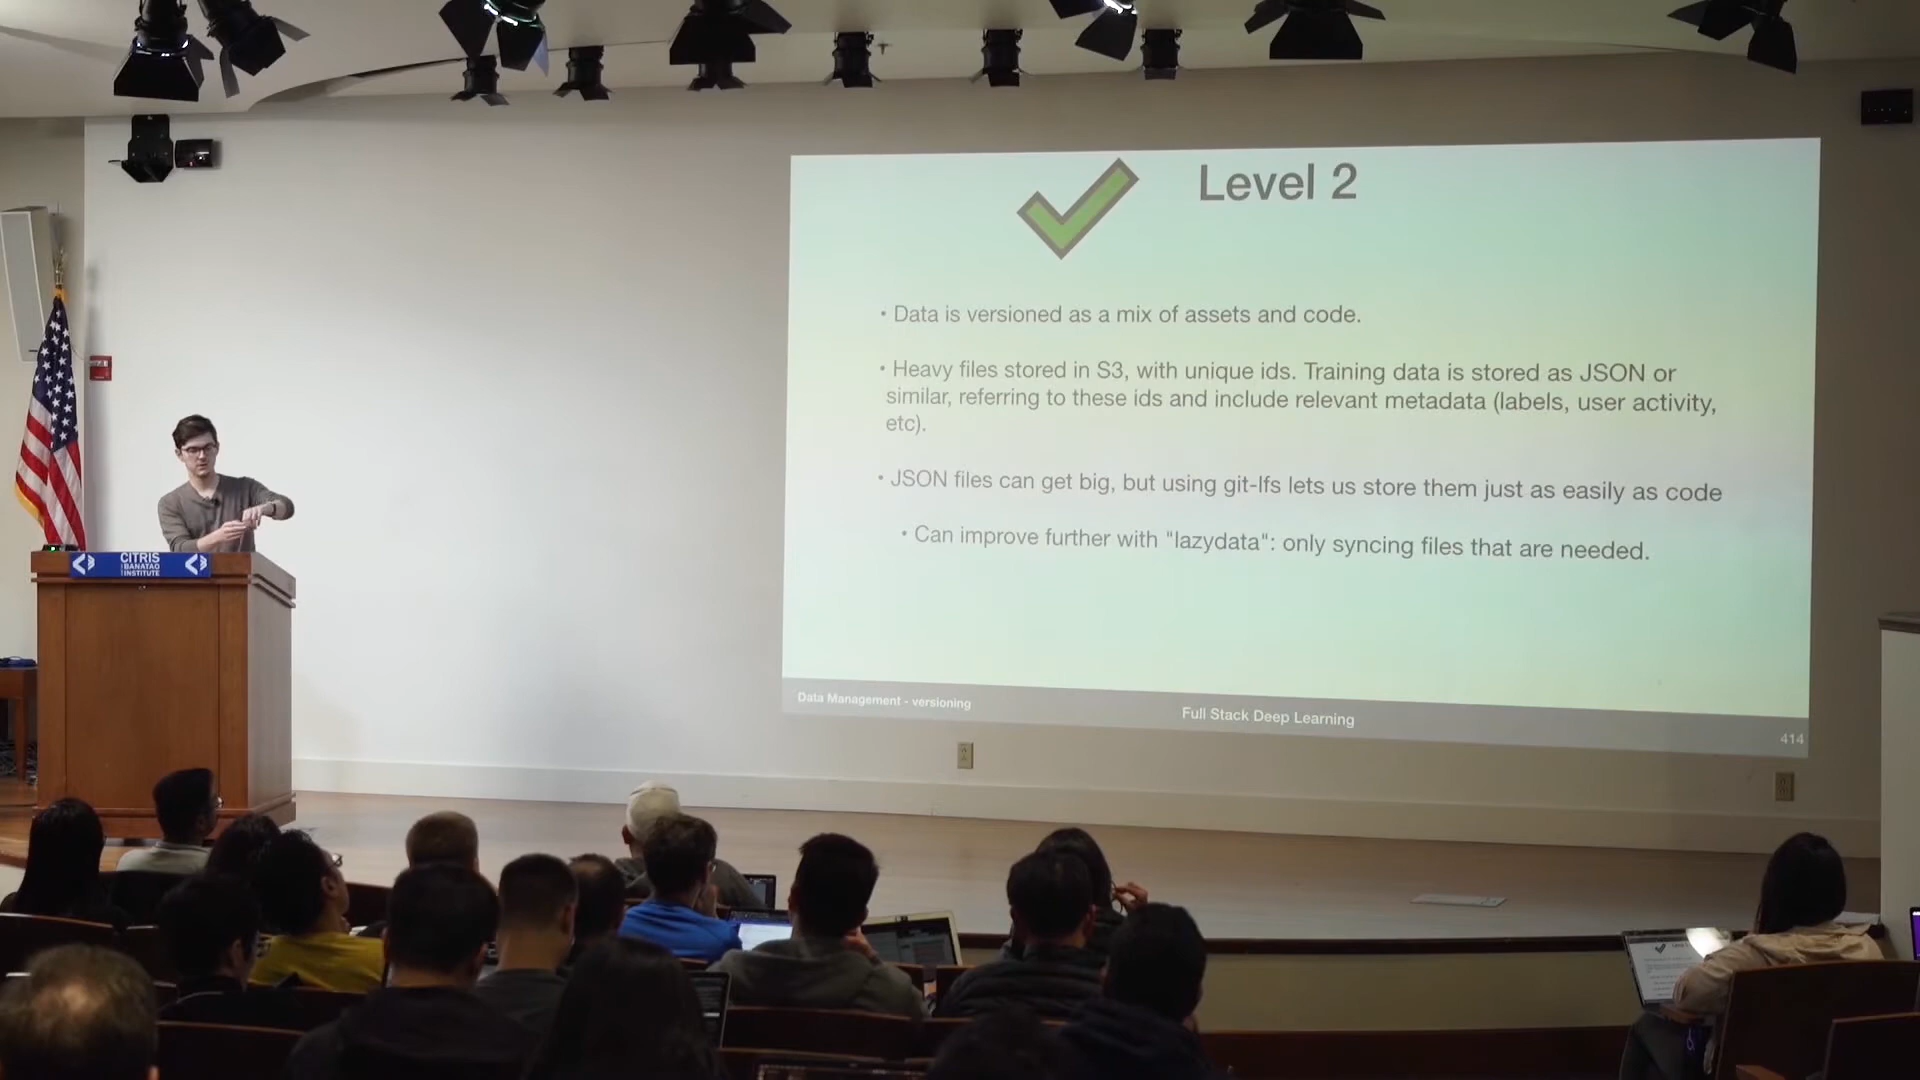 Level 2
• Data is versioned as a mix of assets and code.
• Heavy files stored in S3, with unique ids. Training data is stored as JSON or
similar, referring to these ids and include relevant metadata (labels, user activity,
etc).
• JSON files can get big, but using git-lfs lets us store them just as easily as code
• Can improve further with "lazydata": only syncing files that are needed.
CITRIS
BANATAO
INSTITUTE
Data Management - versioning
Full Stack Deep Learning
414